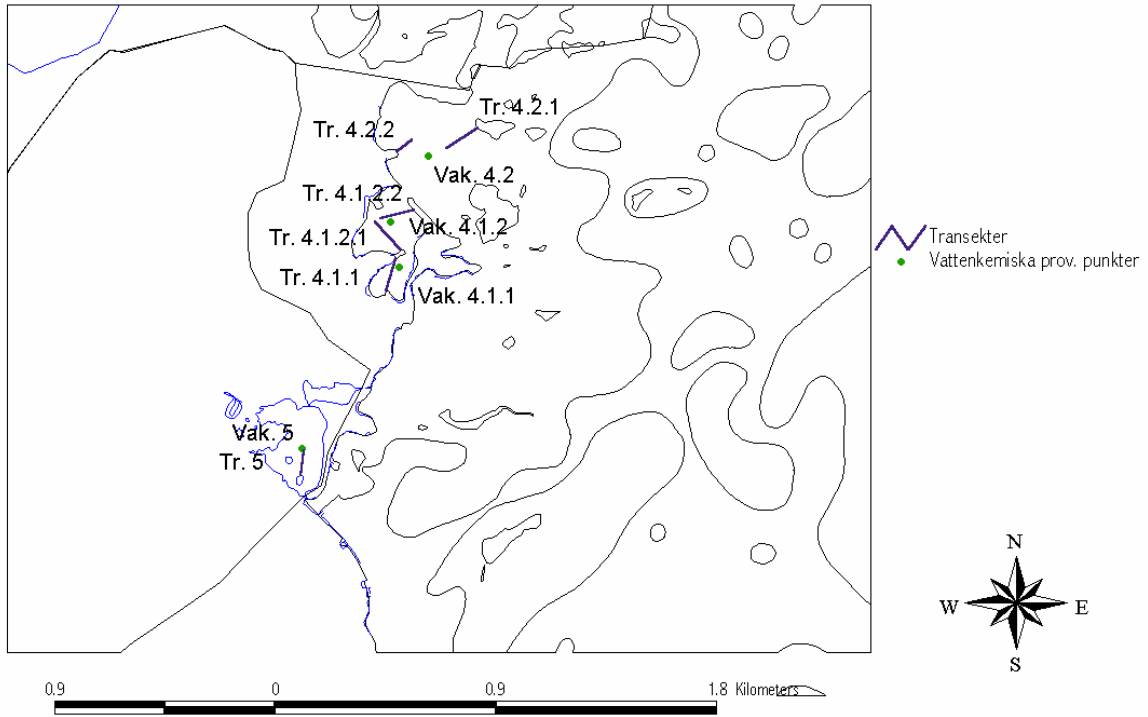 Tr. 4.2.1
Tr. 4.2.2
Vak. 4.2
Tr. 4.1.2.2
Vak. 4.1.2
Tr. 4.1.2.1
Tr. 4.1.1
Vak. 4.1.1
Vak. 5
Tr. 5
Transekter
Vattenkemiska prov. punkter
N
W
E
S
0.9 0 0.9 1.8 Kilometers